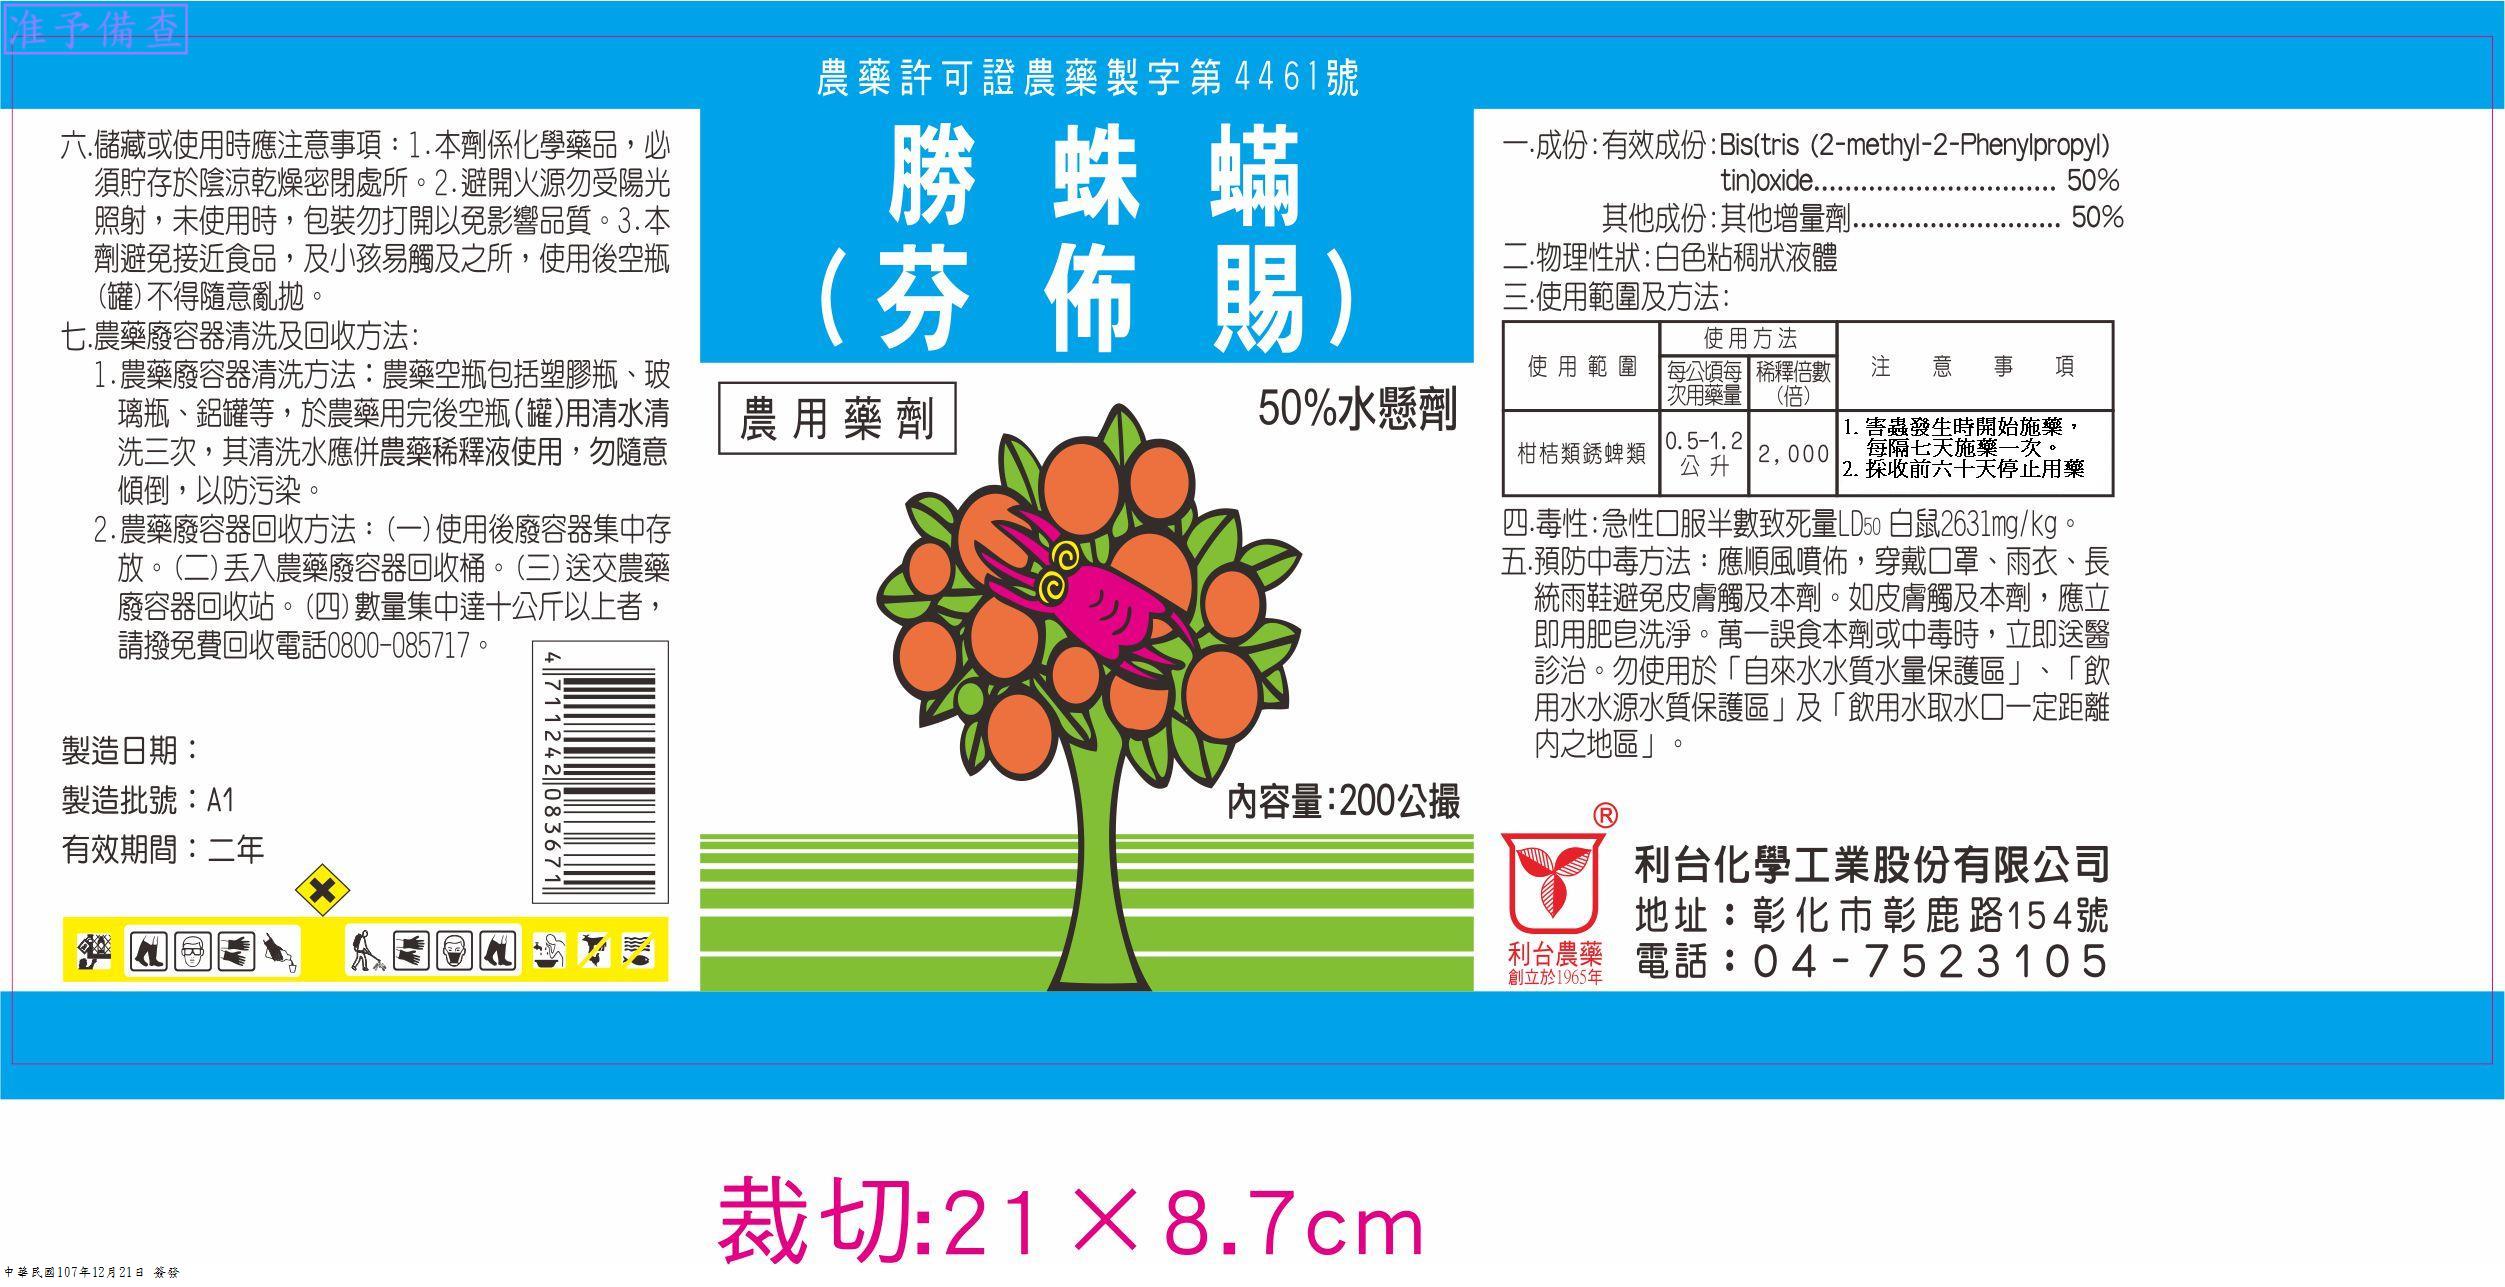 准予備查
農藥許可證農藥製字第4461號
六.儲藏或使用時應注意事項：1.本劑係化學藥品，必
須貯存於陰涼乾燥密閉處所。2.避開火源勿受陽光
照射，未使用時，包裝勿打開以免影響品質。3.本
劑避免接近食品，及小孩易觸及之所，使用後空瓶
(罐)不得隨意亂拋。
七.農藥廢容器清洗及回收方法:
1.農藥廢容器清洗方法：農藥空瓶包括塑膠瓶、玻
璃瓶、鋁罐等，於農藥用完後空瓶(罐)用清水清
洗三次，其清洗水應併農藥稀釋液使用，勿隨意
傾倒，以防污染。
2.農藥廢容器回收方法：(一)使用後廢容器集中存
放。(二)丟入農藥廢容器回收桶。(三)送交農藥
廢容器回收站。(四)數量集中達十公斤以上者，
請撥免費回收電話0800-085717。
製造日期：
製造批號：A1
有效期間：二年
4 711242 083671
勝蛛蟎
(芬佈賜)
農用藥劑
50%水懸劑
內容量:200公撮
一.成份:有效成份:Bis(tris (2-methyl-2-Phenylpropyl)
tin)oxide............................... 50%
其他成份:其他增量劑........................... 50%
二.物理性狀:白色粘稠狀液體
三.使用範圍及方法:
使用範圍
使用方法
每公頃每
次用藥量
稀釋倍數
(倍)
注意事項
柑桔類銹蜱類
0.5-1.2
公升
2,000
1.害蟲發生時開始施藥，
每隔七天施藥一次。
2.採收前六十天停止用藥
四.毒性:急性口服半數致死量LD50 白鼠2631mg/kg。
五.預防中毒方法：應順風噴佈，穿戴口罩、雨衣、長
統雨鞋避免皮膚觸及本劑。如皮膚觸及本劑，應立
即用肥皂洗淨。萬一誤食本劑或中毒時，立即送醫
診治。勿使用於「自來水水質水量保護區」、「飲
用水水源水質保護區」及「飲用水取水口一定距離
內之地區」。
®
利台農藥
創立於1965年
利台化學工業股份有限公司
地址：彰化市彰鹿路154號
電話：04-7523105
裁切:21×8.7cm
中華民國107年12月21日 簽發